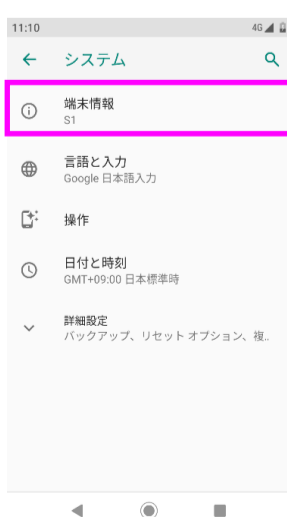 11:10
4G
システム
端末情報
S1
言語と入力
Google 日本語入力
操作
日付と時刻
GMT+09:00 日本標準時
詳細設定
バックアップ、リセット オプション、複..